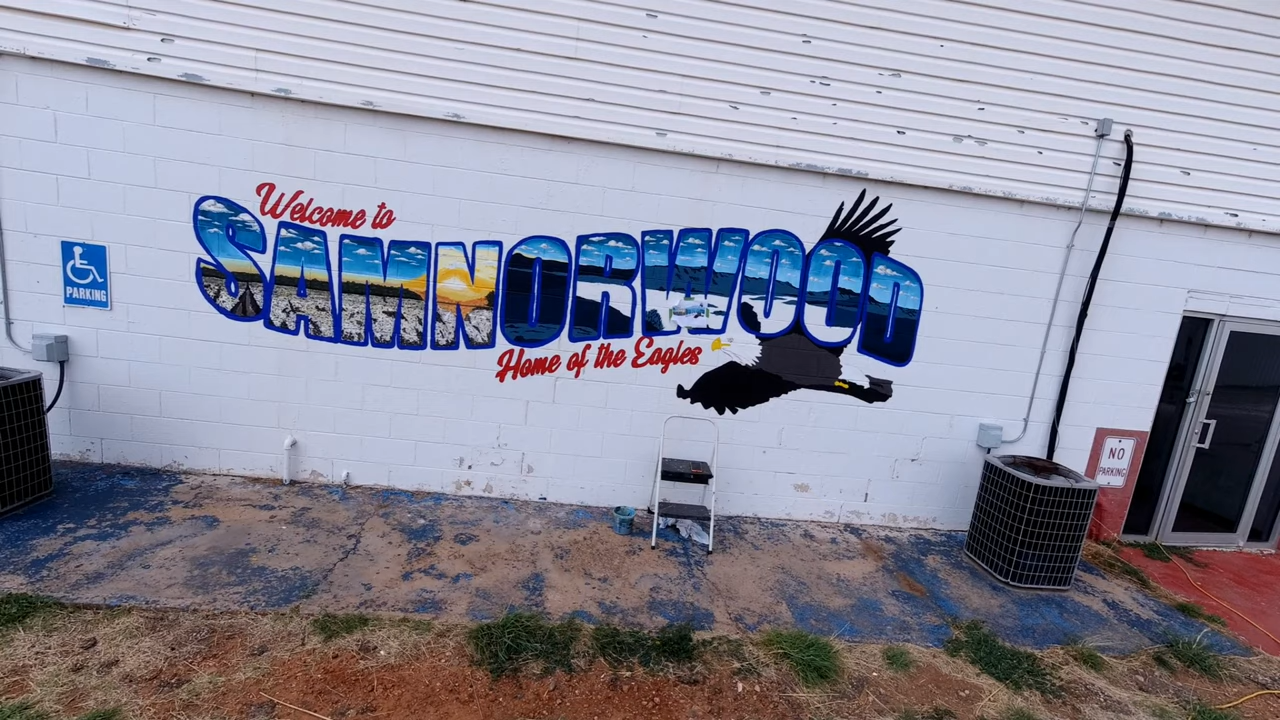 Welcome to
SAMNORWOOD
Home of the Eagles
PARKING
NO
PARKING